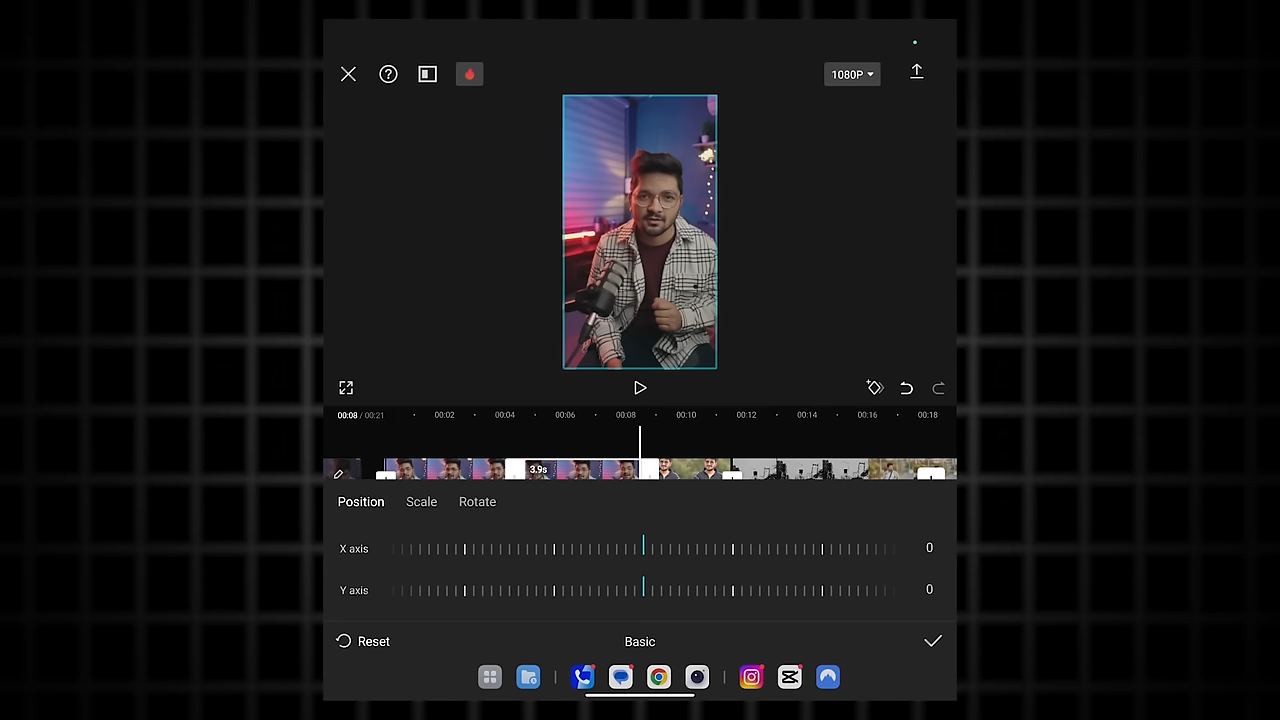 1080P
00:08 / 00:21
00:02 00:04 00:06 00:08 00:10 00:12 00:14 00:16 00:18
3.9s
Position Scale Rotate
X axis 0
Y axis 0
Reset Basic